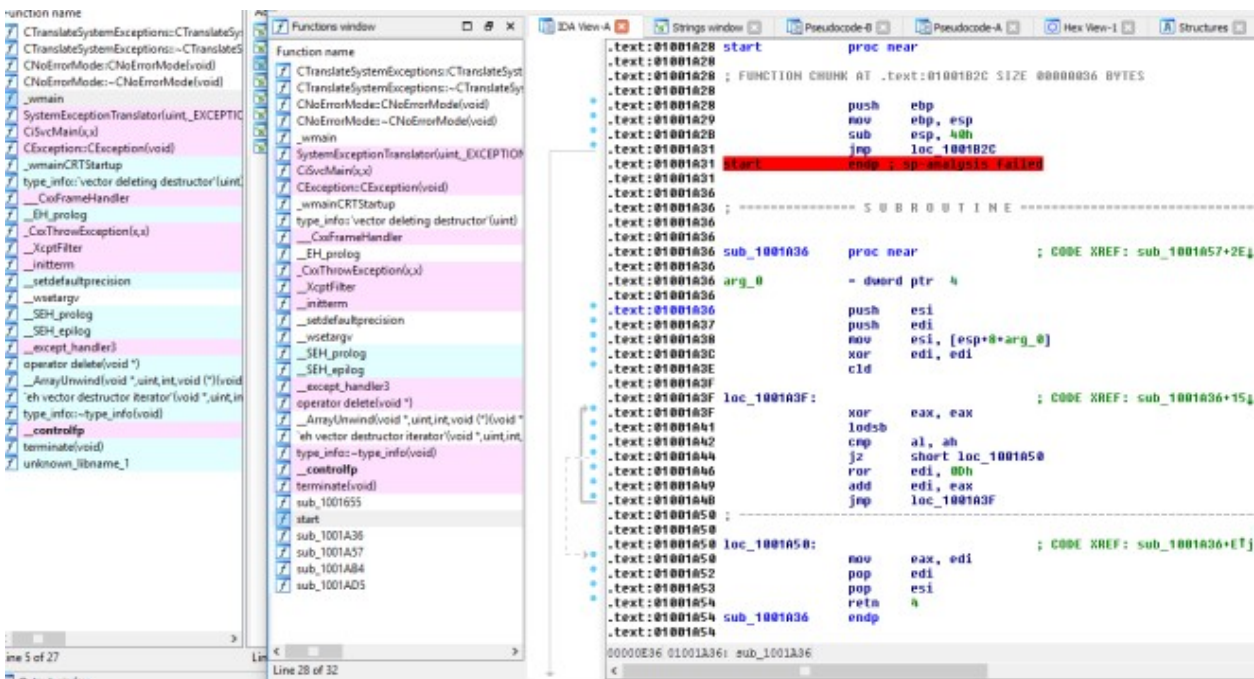 Function name
CTranslateSystemExceptions::CTranslateSy
CTranslateSystemExceptions::~CTranslateS
CNoErrorMode::CNoErrorMode(void)
CNoErrorMode::~CNoErrorMode(void)
_wmain
SystemExceptionTranslator(uint,_EXCEPTIC
CiSvcMain(x,x)
CException::CException(void)
_wmainCRTStartup
type_info::`vector deleting destructor'(uint)
__CxxFrameHandler
__EH_prolog
_CxxThrowException(x,x)
_XcptFilter
_initterm
__setdefaultprecision
__wsetargv
__SEH_prolog
__SEH_epilog
__except_handler3
operator delete(void *)
__ArrayUnwind(void *,uint,int,void (*)(void
`eh vector destructor iterator'(void *,uint,in
type_info::~type_info(void)
__controlfp
terminate(void)
unknown_libname_1
ine 5 of 27
Functions window
Function name
CTranslateSystemExceptions::CTranslateSyst
CTranslateSystemExceptions::~CTranslateSy
CNoErrorMode::CNoErrorMode(void)
CNoErrorMode::~CNoErrorMode(void)
_wmain
SystemExceptionTranslator(uint,_EXCEPTION
CiSvcMain(x,x)
CException::CException(void)
_wmainCRTStartup
type_info::`vector deleting destructor'(uint)
___CxxFrameHandler
__EH_prolog
_CxxThrowException(x,x)
__XcptFilter
__initterm
__setdefaultprecision
__wsetargv
__SEH_prolog
__SEH_epilog
__except_handler3
operator delete(void *)
__ArrayUnwind(void *,uint,int,void (*)(void *
`eh vector destructor iterator'(void *,uint,int,
type_info::~type_info(void)
__controlfp
terminate(void)
sub_1001655
start
sub_1001A36
sub_1001A57
sub_1001AB4
sub_1001AD5
Line 28 of 32
IDA View-A Strings window Pseudocode-B Pseudocode-A Hex View-1 Structures
.text:01001A28 start proc near
.text:01001A28
.text:01001A28 ; FUNCTION CHUNK AT .text:01001B2C SIZE 00000036 BYTES
.text:01001A28
.text:01001A28 push ebp
.text:01001A29 mov ebp, esp
.text:01001A2B sub esp, 40h
.text:01001A31 jmp loc_1001B2C
.text:01001A31 start endp ; sp-analysis failed
.text:01001A31
.text:01001A36
.text:01001A36 ; =============== S U B R O U T I N E ===================
.text:01001A36
.text:01001A36
.text:01001A36 sub_1001A36 proc near ; CODE XREF: sub_1001A57+2E↓
.text:01001A36
.text:01001A36 arg_0 = dword ptr 4
.text:01001A36
.text:01001A36 push esi
.text:01001A37 push edi
.text:01001A38 mov esi, [esp+8+arg_0]
.text:01001A3C xor edi, edi
.text:01001A3E cld
.text:01001A3F
.text:01001A3F loc_1001A3F: ; CODE XREF: sub_1001A36+15↓
.text:01001A3F xor eax, eax
.text:01001A41 lodsb
.text:01001A42 cmp al, ah
.text:01001A44 jz short loc_1001A50
.text:01001A46 ror edi, 0Dh
.text:01001A49 add edi, eax
.text:01001A4B jmp loc_1001A3F
.text:01001A50 ;
.text:01001A50
.text:01001A50 loc_1001A50: ; CODE XREF: sub_1001A36+E↑j
.text:01001A50 mov eax, edi
.text:01001A52 pop edi
.text:01001A53 pop esi
.text:01001A54 retn 4
.text:01001A54 sub_1001A36 endp
.text:01001A54
00000E36 01001A36: sub_1001A36